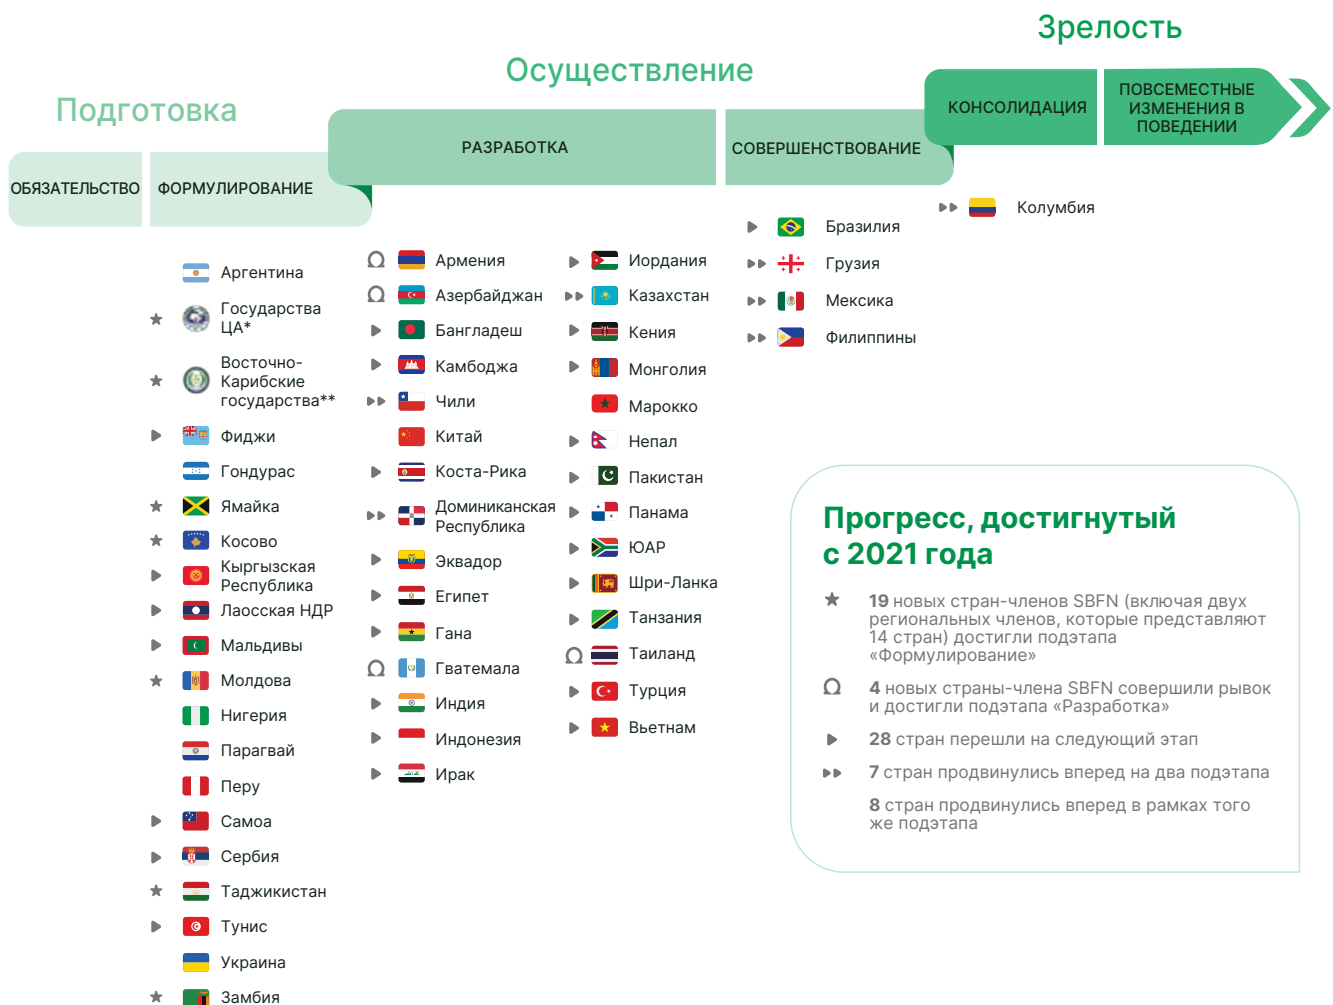 Зрелость
Осуществление
Подготовка
КОНСОЛИДАЦИЯ
ПОВСЕМЕСТНЫЕ
ИЗМЕНЕНИЯ В
ПОВЕДЕНИИ
РАЗРАБОТКА
СОВЕРШЕНСТВОВАНИЕ
ОБЯЗАТЕЛЬСТВО
ФОРМУЛИРОВАНИЕ
Аргентина
Государства
ЦА*
Восточно-
Карибские
государства**
Фиджи
Гондурас
Ямайка
Косово
Кыргызская
Республика
Лаосская НДР
Мальдивы
Молдова
Нигерия
Парагвай
Перу
Самоа
Сербия
Таджикистан
Тунис
Украина
Замбия
Армения
Азербайджан
Бангладеш
Камбоджа
Чили
Китай
Коста-Рика
Доминиканская
Республика
Эквадор
Египет
Гана
Гватемала
Индия
Индонезия
Ирак
Иордания
Казахстан
Кения
Монголия
Марокко
Непал
Пакистан
Панама
ЮАР
Шри-Ланка
Танзания
Таиланд
Турция
Вьетнам
Бразилия
Грузия
Мексика
Филиппины
Колумбия
Прогресс, достигнутый
с 2021 года
19 новых стран-членов SBFN (включая двух
региональных членов, которые представляют
14 стран) достигли подэтапа
«Формулирование»
4 новых страны-члена SBFN совершили рывок
и достигли подэтапа «Разработка»
28 стран перешли на следующий этап
7 стран продвинулись вперед на два подэтапа
8 стран продвинулись вперед в рамках того
же подэтапа